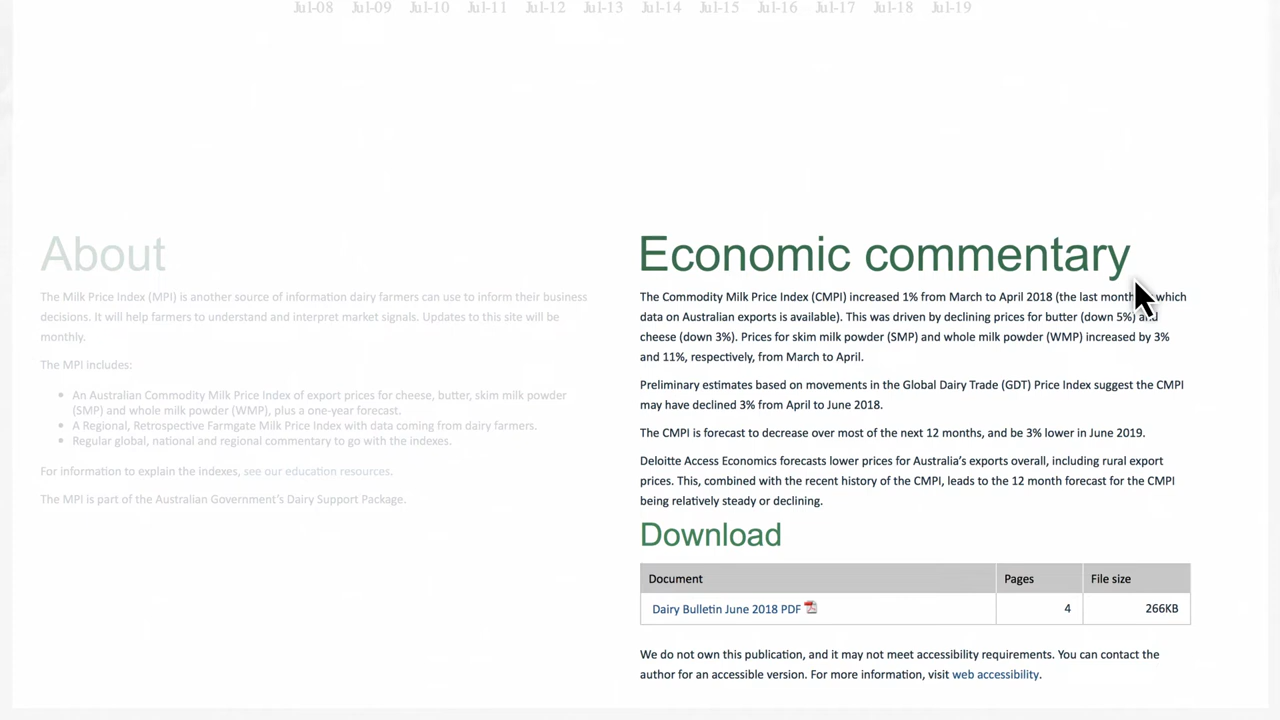 Jul-08 Jul-09 Jul-10 Jul-11 Jul-12 Jul-13 Jul-14 Jul-15 Jul-16 Jul-17 Jul-18 Jul-19
About
The Milk Price Index (MPI) is another source of information dairy farmers can use to inform their business
decisions. It will help farmers to understand and interpret market signals. Updates to this site will be
monthly.
The MPI includes:
• An Australian Commodity Milk Price Index of export prices for cheese, butter, skim milk powder
(SMP) and whole milk powder (WMP), plus a one-year forecast.
• A Regional, Retrospective Farmgate Milk Price Index with data coming from dairy farmers.
• Regular global, national and regional commentary to go with the indexes.
For information to explain the indexes, see our education resources.
The MPI is part of the Australian Government's Dairy Support Package.
Economic commentary
The Commodity Milk Price Index (CMPI) increased 1% from March to April 2018 (the last month which
data on Australian exports is available). This was driven by declining prices for butter (down 5%) and
cheese (down 3%). Prices for skim milk powder (SMP) and whole milk powder (WMP) increased by 3%
and 11%, respectively, from March to April.
Preliminary estimates based on movements in the Global Dairy Trade (GDT) Price Index suggest the CMPI
may have declined 3% from April to June 2018.
The CMPI is forecast to decrease over most of the next 12 months, and be 3% lower in June 2019.
Deloitte Access Economics forecasts lower prices for Australia's exports overall, including rural export
prices. This, combined with the recent history of the CMPI, leads to the 12 month forecast for the CMPI
being relatively steady or declining.
Download
Document Pages File size
Dairy Bulletin June 2018 PDF 4 266KB
We do not own this publication, and it may not meet accessibility requirements. You can contact the
author for an accessible version. For more information, visit web accessibility.